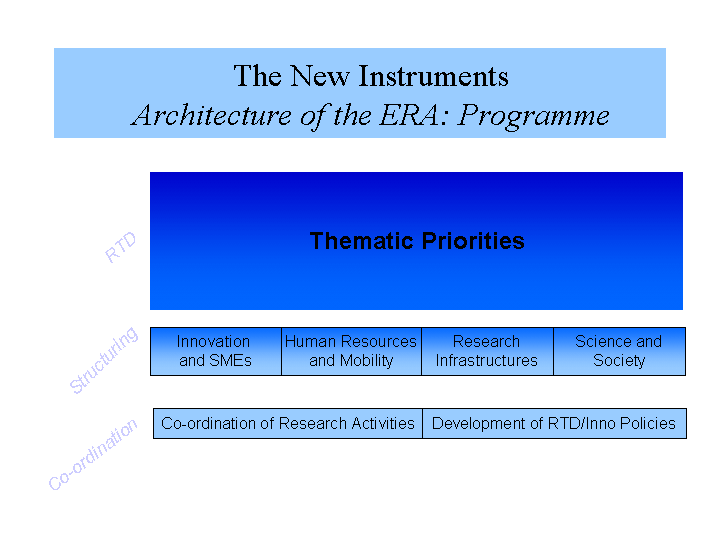 The New Instruments
Architecture of the ERA: Programme
RTD
Thematic Priorities
Structuring
Innovation
and SMEs
Human Resources
and Mobility
Research
Infrastructures
Science and
Society
Co-ordination
Co-ordination of Research Activities
Development of RTD/Inno Policies